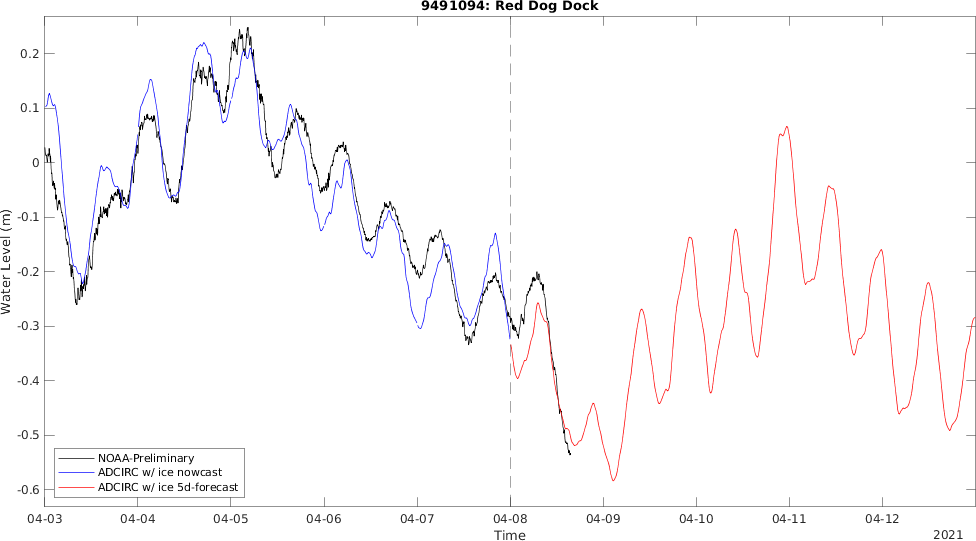 9491094: Red Dog Dock
Water Level (m)
0.2
0.1
0
-0.1
-0.2
-0.3
-0.4
-0.5
-0.6
NOAA-Preliminary
ADCIRC w/ ice nowcast
ADCIRC w/ ice 5d-forecast
04-03 04-04 04-05 04-06 04-07 04-08 04-09 04-10 04-11 04-12
Time
2021